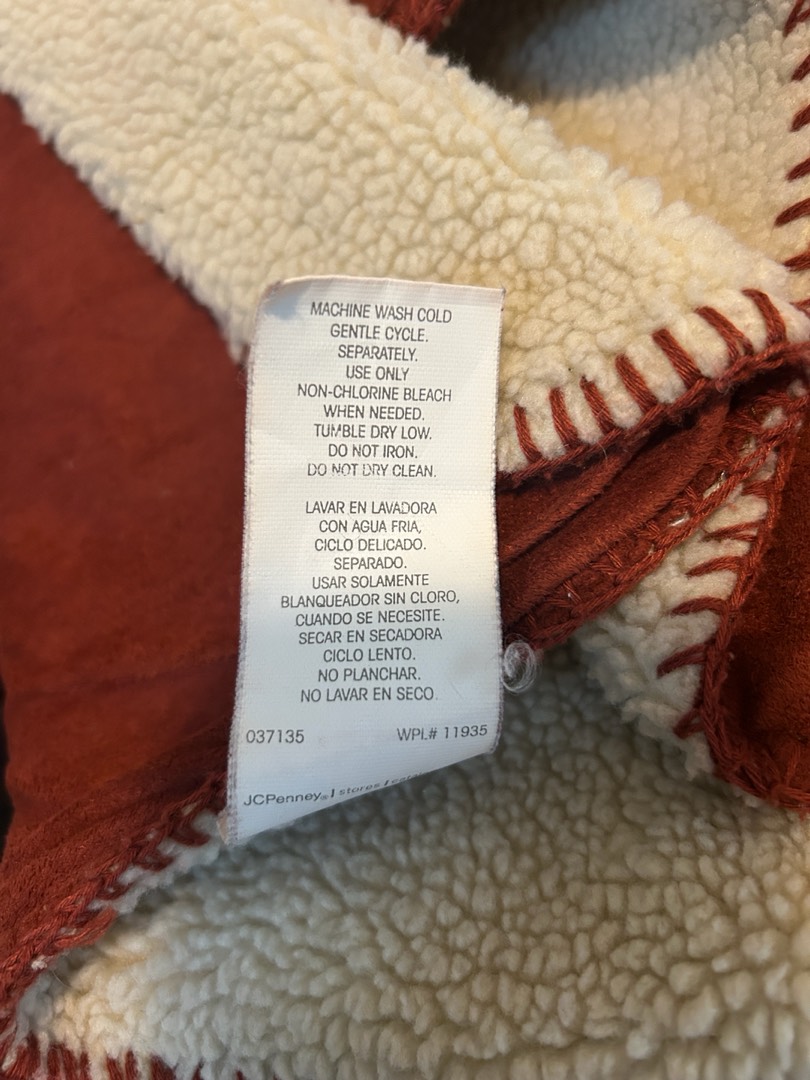 MACHINE WASH COLD
GENTLE CYCLE.
SEPARATELY.
USE ONLY
NON-CHLORINE BLEACH
WHEN NEEDED.
TUMBLE DRY LOW.
DO NOT IRON.
DO NOT DRY CLEAN.
LAVAR EN LAVADORA
CON AGUA FRIA,
CICLO DELICADO.
SEPARADO.
USAR SOLAMENTE
BLANQUEADOR SIN CLORO,
CUANDO SE NECESITE.
SECAR EN SECADORA
CICLO LENTO.
NO PLANCHAR.
NO LAVAR EN SECO.
037135 WPL# 11935
JCPenney® | stores |